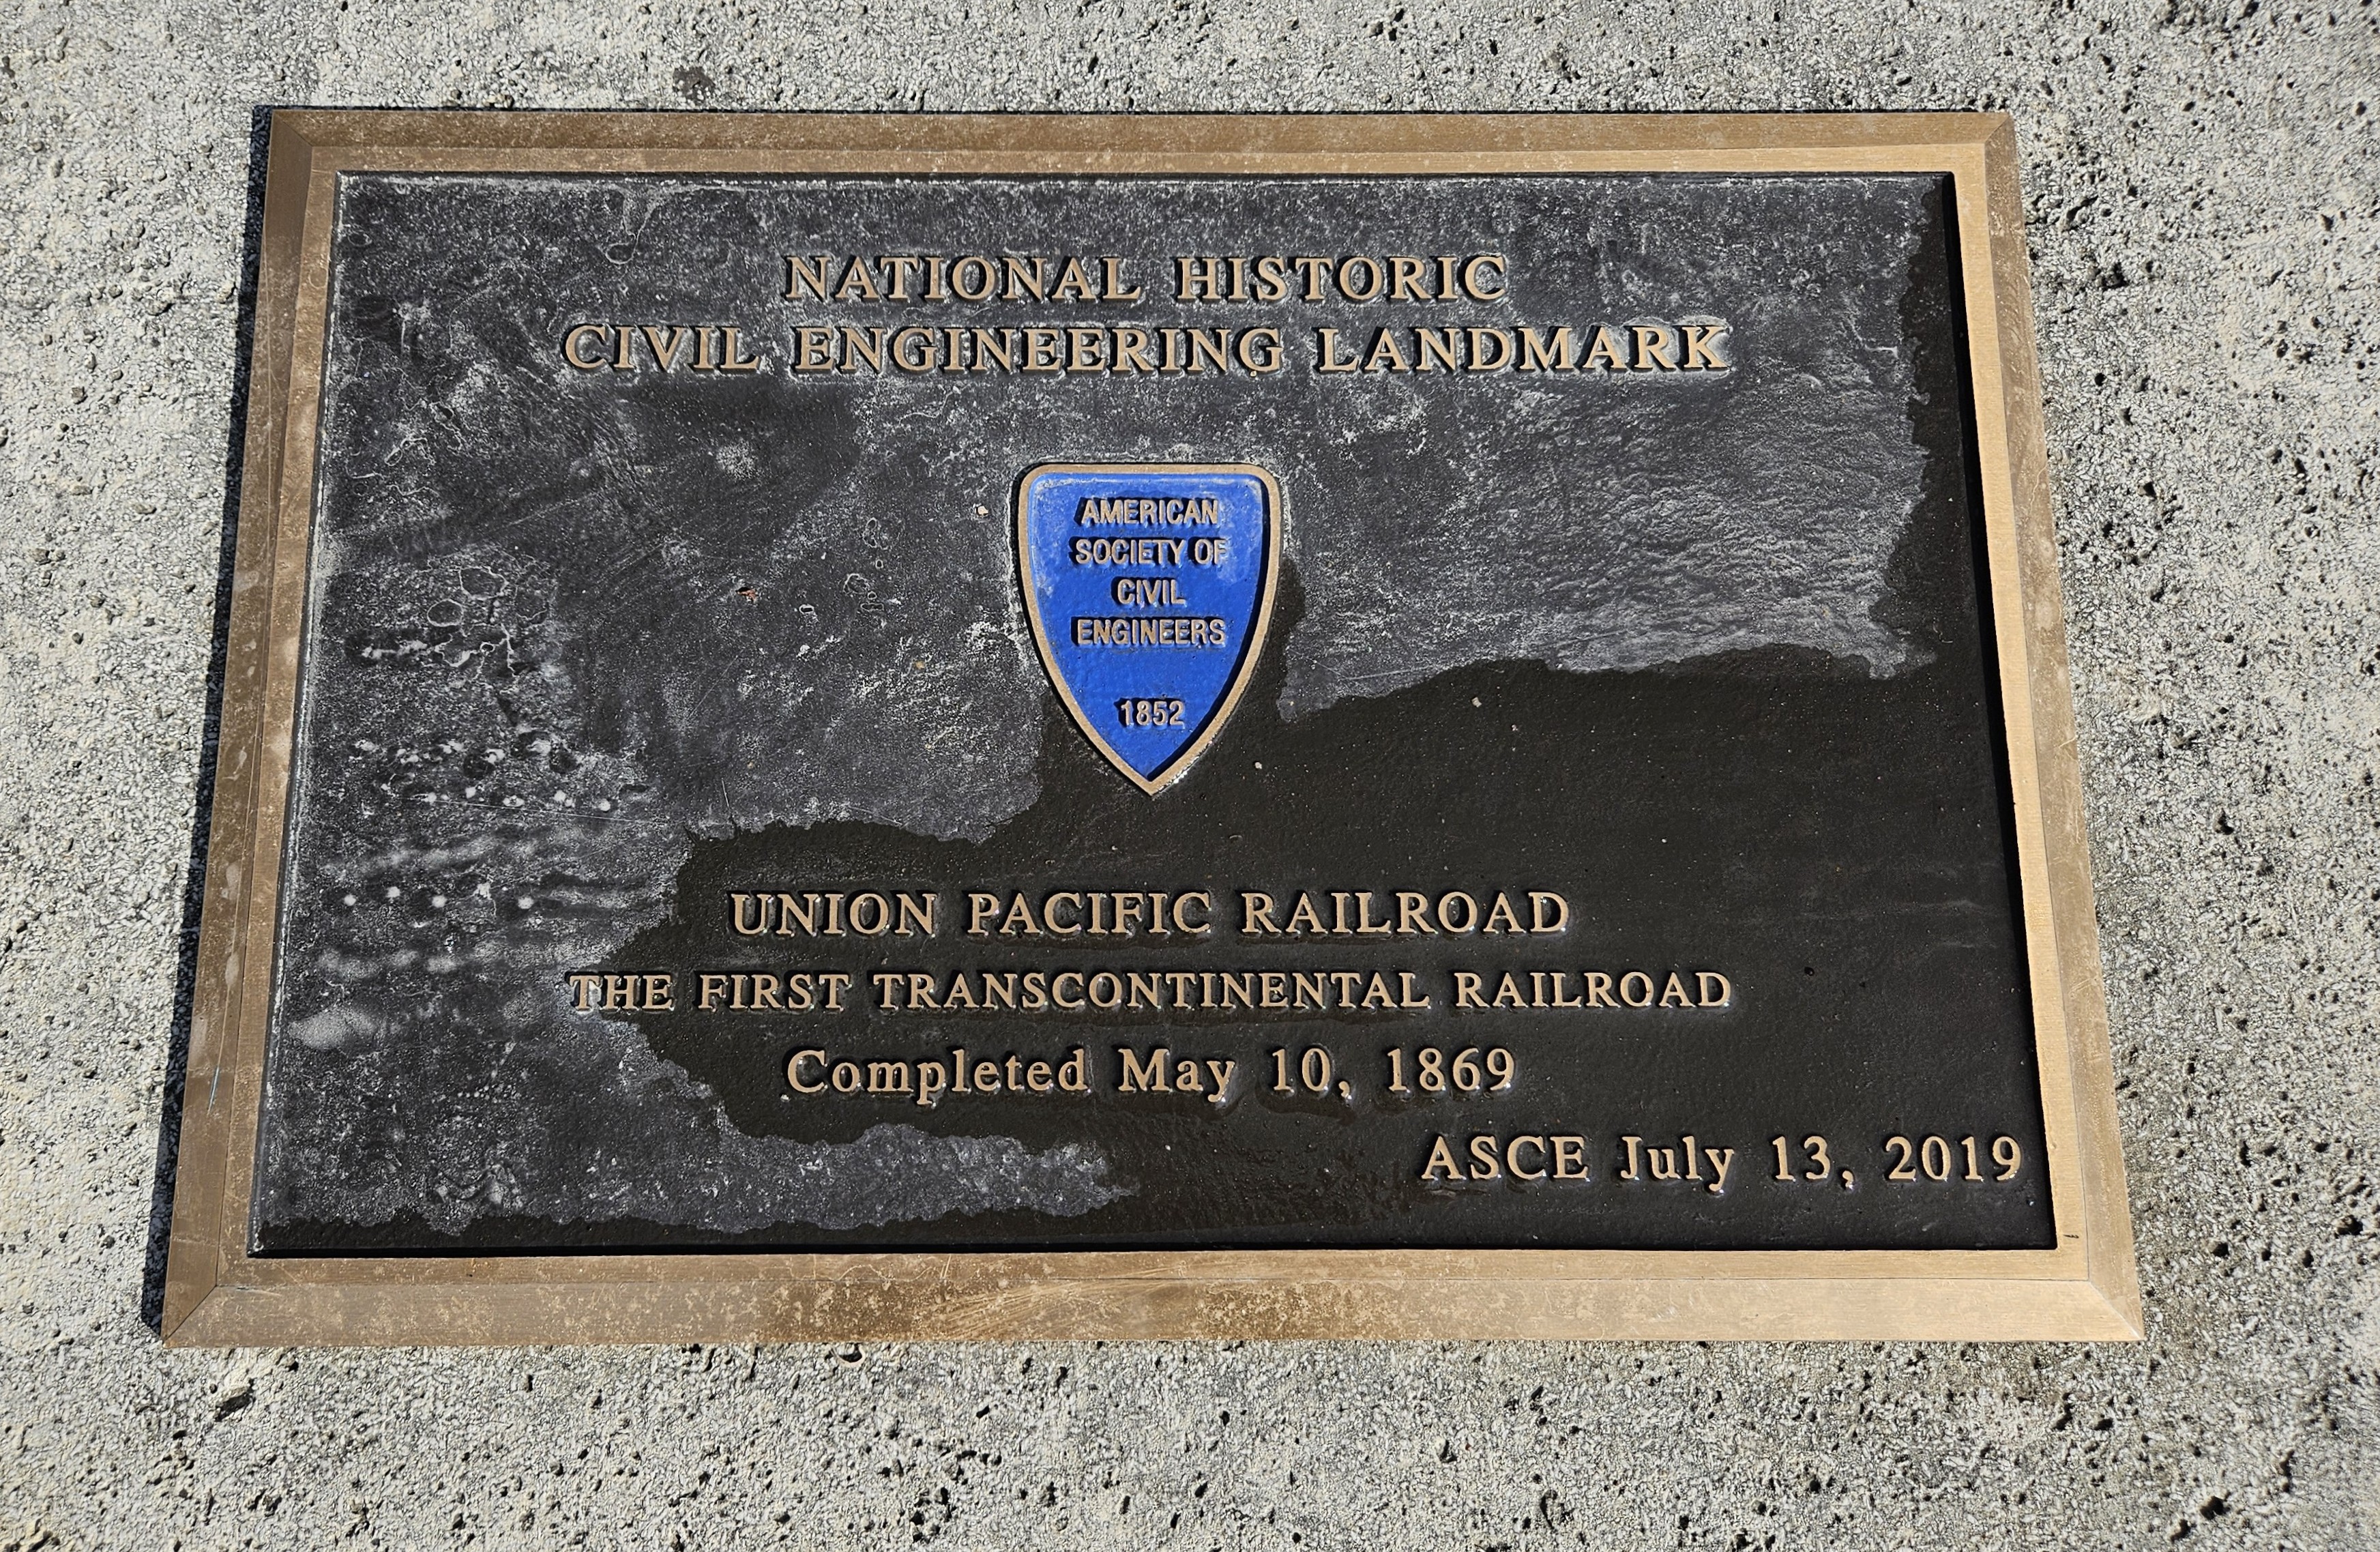 NATIONAL HISTORIC
CIVIL ENGINEERING LANDMARK
AMERICAN
SOCIETY OF
CIVIL
ENGINEERS
1852
UNION PACIFIC RAILROAD
THE FIRST TRANSCONTINENTAL RAILROAD
Completed May 10, 1869
ASCE July 13, 2019